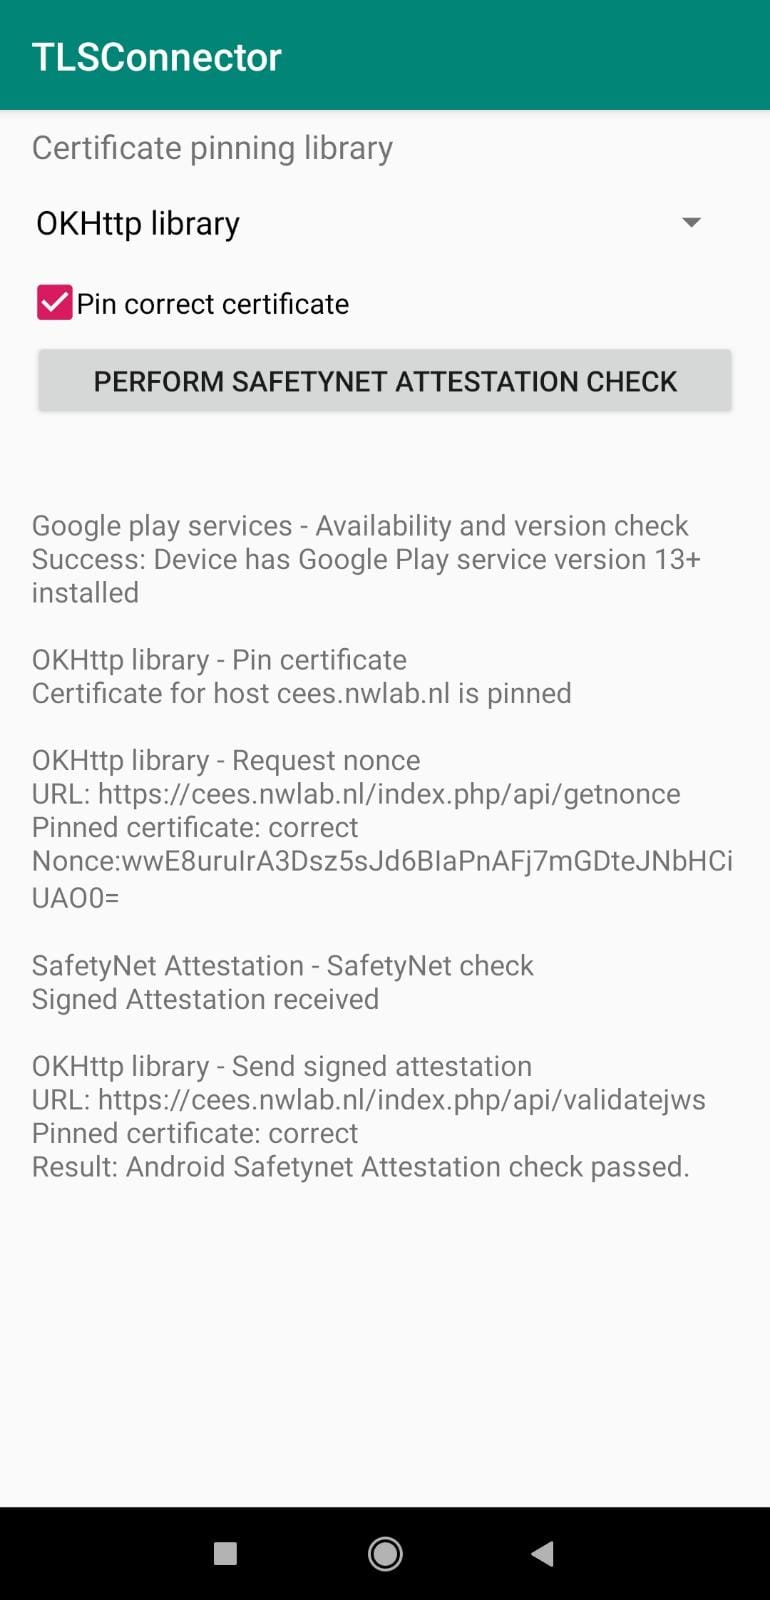 TLSConnector
Certificate pinning library
OKHttp library
Pin correct certificate
PERFORM SAFETYNET ATTESTATION CHECK
Google play services - Availability and version check
Success: Device has Google Play service version 13+
installed
OKHttp library - Pin certificate
Certificate for host cees.nwlab.nl is pinned
OKHttp library - Request nonce
URL: https://cees.nwlab.nl/index.php/api/getnonce
Pinned certificate: correct
Nonce:wwE8uruIrA3Dsz5sJd6BIaPnAFj7mGDteJNbHCi
UAO0=
SafetyNet Attestation - SafetyNet check
Signed Attestation received
OKHttp library - Send signed attestation
URL: https://cees.nwlab.nl/index.php/api/validatejws
Pinned certificate: correct
Result: Android Safetynet Attestation check passed.